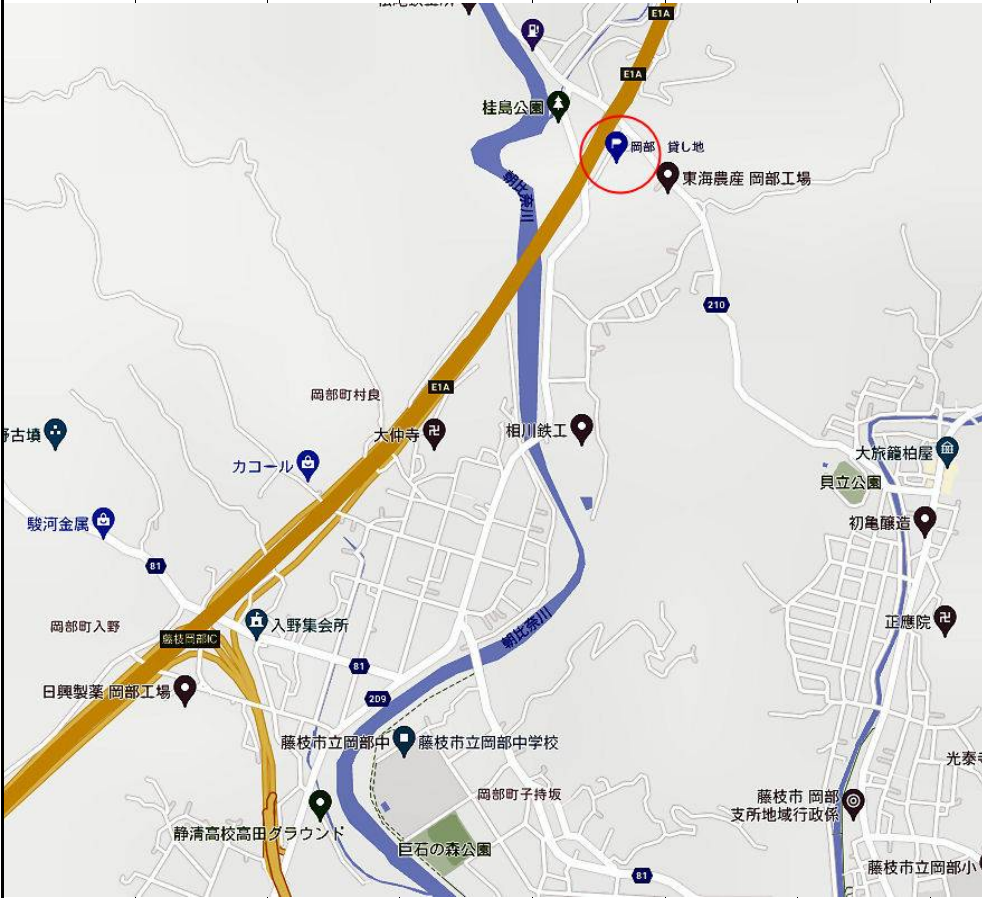 E1A
E1A
桂島公園
岡部 貸し地
東海農産 岡部工場
朝比奈川
210
岡部町村良
E1A
大仲寺
相川鉄工
古墳
カコール
大旅籠柏屋
貝立公園
駿河金属
初亀醸造
81
岡部町入野
藤枝岡部IC
入野集会所
朝比奈川
正應院
81
日興製薬 岡部工場
209
藤枝市立岡部中
藤枝市立岡部中学校
光泰寺
岡部町子持坂
藤枝市 岡部
支所地域行政係
静清高校高田グラウンド
巨石の森公園
81
藤枝市立岡部小